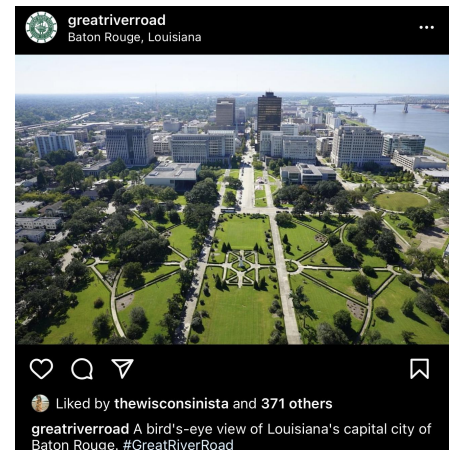 greatriverroad
Baton Rouge, Louisiana
Liked by thewisconsinista and 371 others
greatriverroad A bird's-eye view of Louisiana's capital city of
Baton Rouge. #GreatRiverRoad